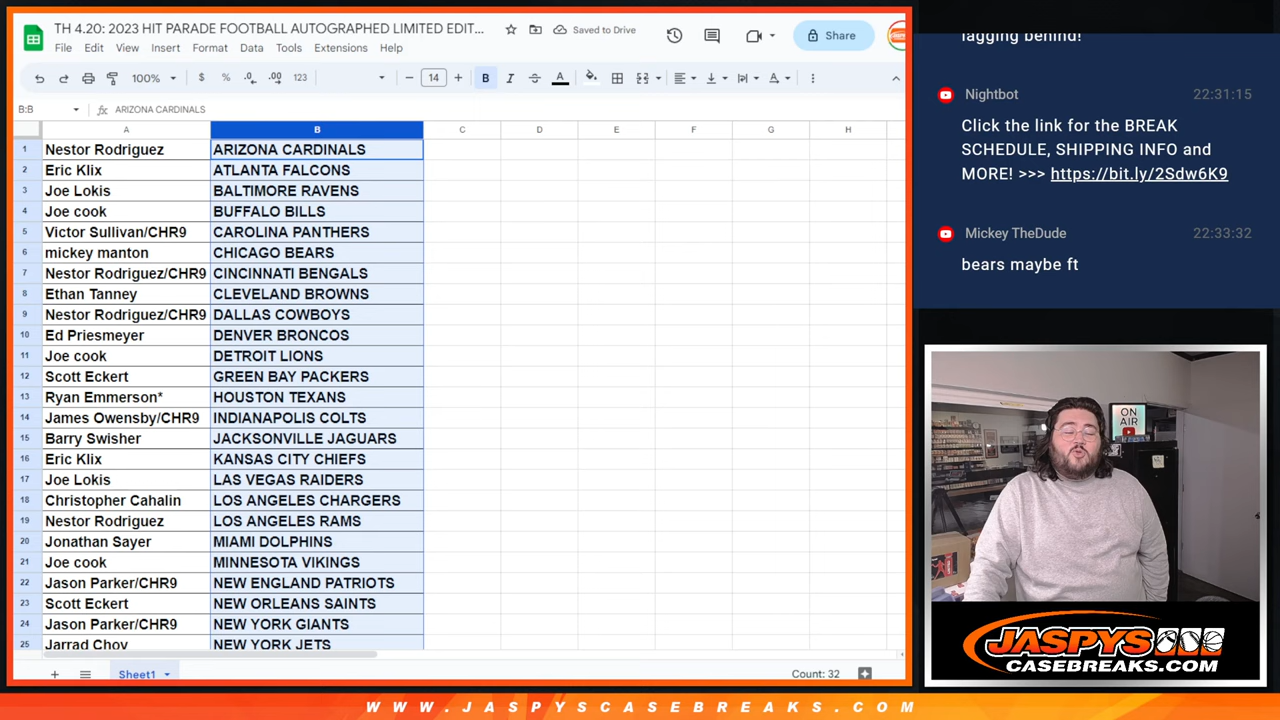 TH 4.20: 2023 HIT PARADE FOOTBALL AUTOGRAPHED LIMITED EDIT...
Saved to Drive
Share
File Edit View Insert Format Data Tools Extensions Help
100% $ % .0 .00 123 14 B I A
B:B fx ARIZONA CARDINALS
A B C D E F G H
1 Nestor Rodriguez ARIZONA CARDINALS
2 Eric Klix ATLANTA FALCONS
3 Joe Lokis BALTIMORE RAVENS
4 Joe cook BUFFALO BILLS
5 Victor Sullivan/CHR9 CAROLINA PANTHERS
6 mickey manton CHICAGO BEARS
7 Nestor Rodriguez/CHR9 CINCINNATI BENGALS
8 Ethan Tanney CLEVELAND BROWNS
9 Nestor Rodriguez/CHR9 DALLAS COWBOYS
10 Ed Priesmeyer DENVER BRONCOS
11 Joe cook DETROIT LIONS
12 Scott Eckert GREEN BAY PACKERS
13 Ryan Emmerson* HOUSTON TEXANS
14 James Owensby/CHR9 INDIANAPOLIS COLTS
15 Barry Swisher JACKSONVILLE JAGUARS
16 Eric Klix KANSAS CITY CHIEFS
17 Joe Lokis LAS VEGAS RAIDERS
18 Christopher Cahalin LOS ANGELES CHARGERS
19 Nestor Rodriguez LOS ANGELES RAMS
20 Jonathan Sayer MIAMI DOLPHINS
21 Joe cook MINNESOTA VIKINGS
22 Jason Parker/CHR9 NEW ENGLAND PATRIOTS
23 Scott Eckert NEW ORLEANS SAINTS
24 Jason Parker/CHR9 NEW YORK GIANTS
25 Jarrad Choy NEW YORK JETS
Sheet1
Count: 32
lagging behind!
Nightbot 22:31:15
Click the link for the BREAK
SCHEDULE, SHIPPING INFO and
MORE! >>> https://bit.ly/2Sdw6K9
Mickey TheDude 22:33:32
bears maybe ft
ON
AIR
JASPYS
CASEBREAKS.COM
WWW.JASPYSCASEBREAKS.COM